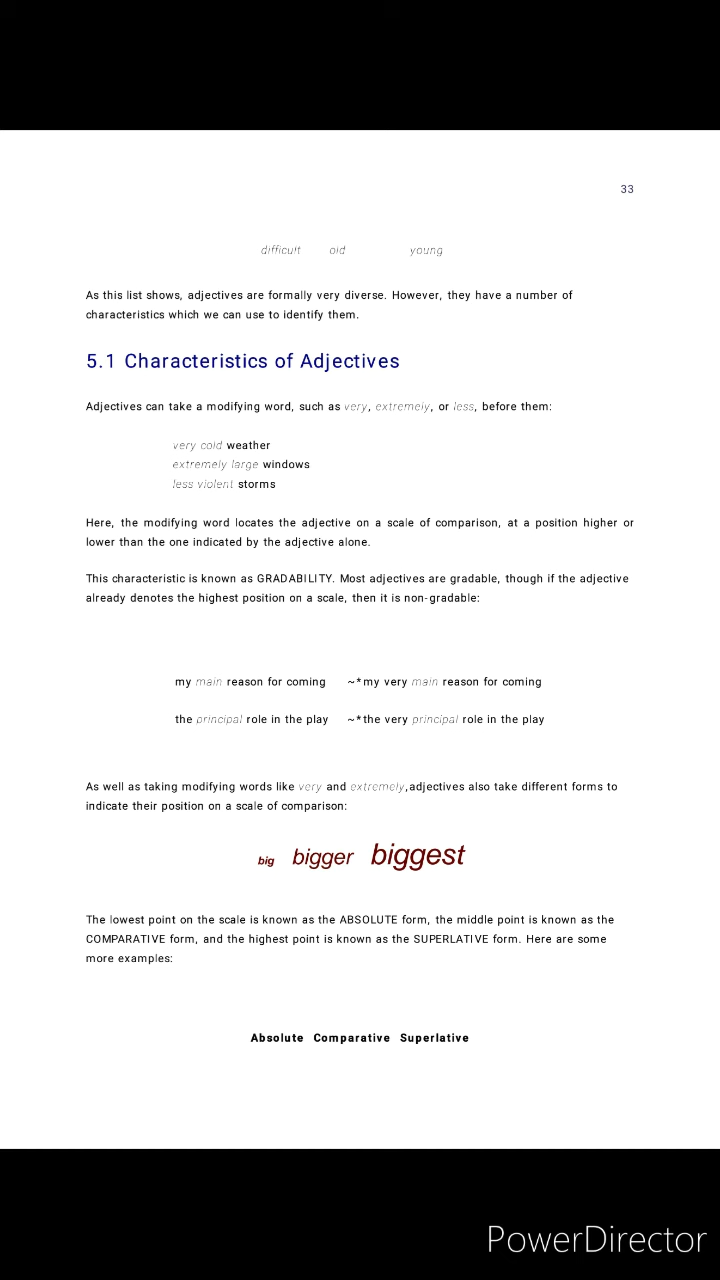 33
difficult old young
As this list shows, adjectives are formally very diverse. However, they have a number of
characteristics which we can use to identify them.
5.1 Characteristics of Adjectives
Adjectives can take a modifying word, such as very, extremely, or less, before them:
very cold weather
extremely large windows
less violent storms
Here, the modifying word locates the adjective on a scale of comparison, at a position higher or
lower than the one indicated by the adjective alone.
This characteristic is known as GRADABILITY. Most adjectives are gradable, though if the adjective
already denotes the highest position on a scale, then it is non-gradable:
my main reason for coming ~*my very main reason for coming
the principal role in the play ~*the very principal role in the play
As well as taking modifying words like very and extremely,adjectives also take different forms to
indicate their position on a scale of comparison:
big bigger biggest
The lowest point on the scale is known as the ABSOLUTE form, the middle point is known as the
COMPARATIVE form, and the highest point is known as the SUPERLATIVE form. Here are some
more examples:
Absolute Comparative Superlative
PowerDirector